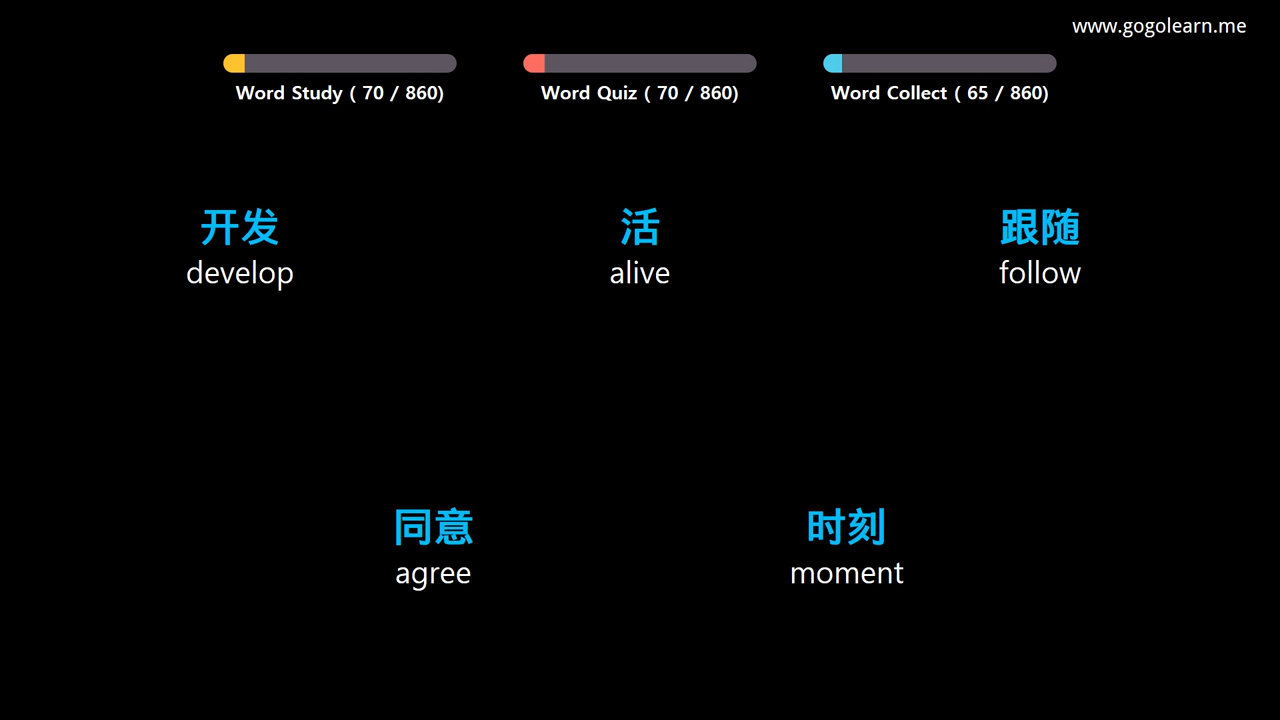 www.gogolearn.me
Word Study ( 70 / 860)
Word Quiz ( 70 / 860)
Word Collect ( 65 / 860)
开发
develop
活
alive
跟随
follow
同意
agree
时刻
moment